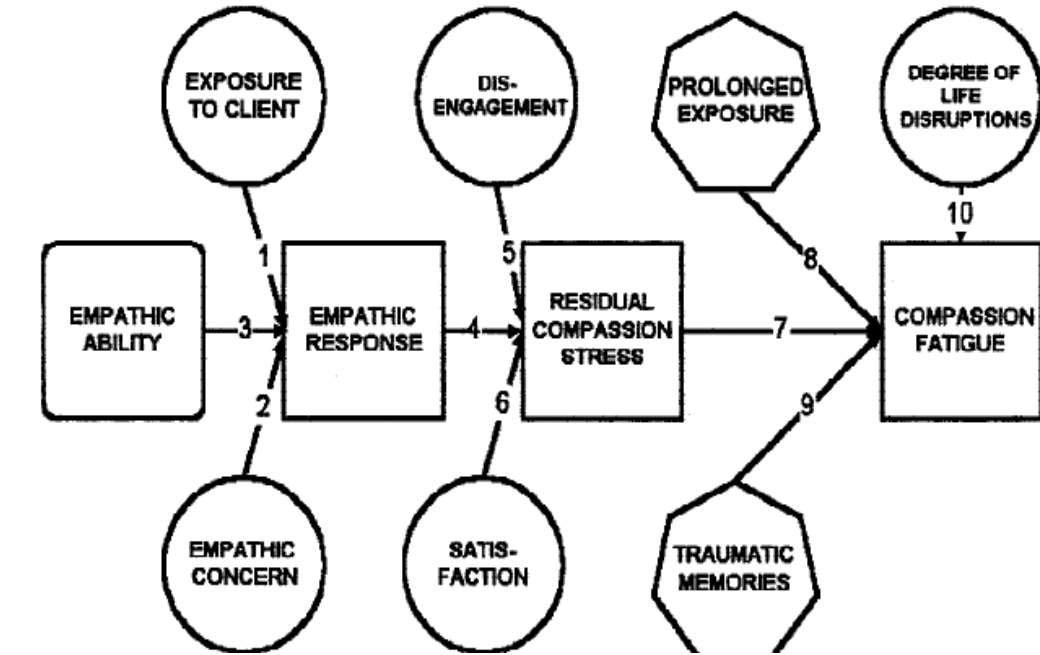 EXPOSURE
TO CLIENT
DIS-
ENGAGEMENT
PROLONGED
EXPOSURE
DEGREE OF
LIFE
DISRUPTIONS
1
5
8
10
EMPATHIC
ABILITY
3
EMPATHIC
RESPONSE
4
RESIDUAL
COMPASSION
STRESS
7
COMPASSION
FATIGUE
2
6
9
EMPATHIC
CONCERN
SATIS-
FACTION
TRAUMATIC
MEMORIES